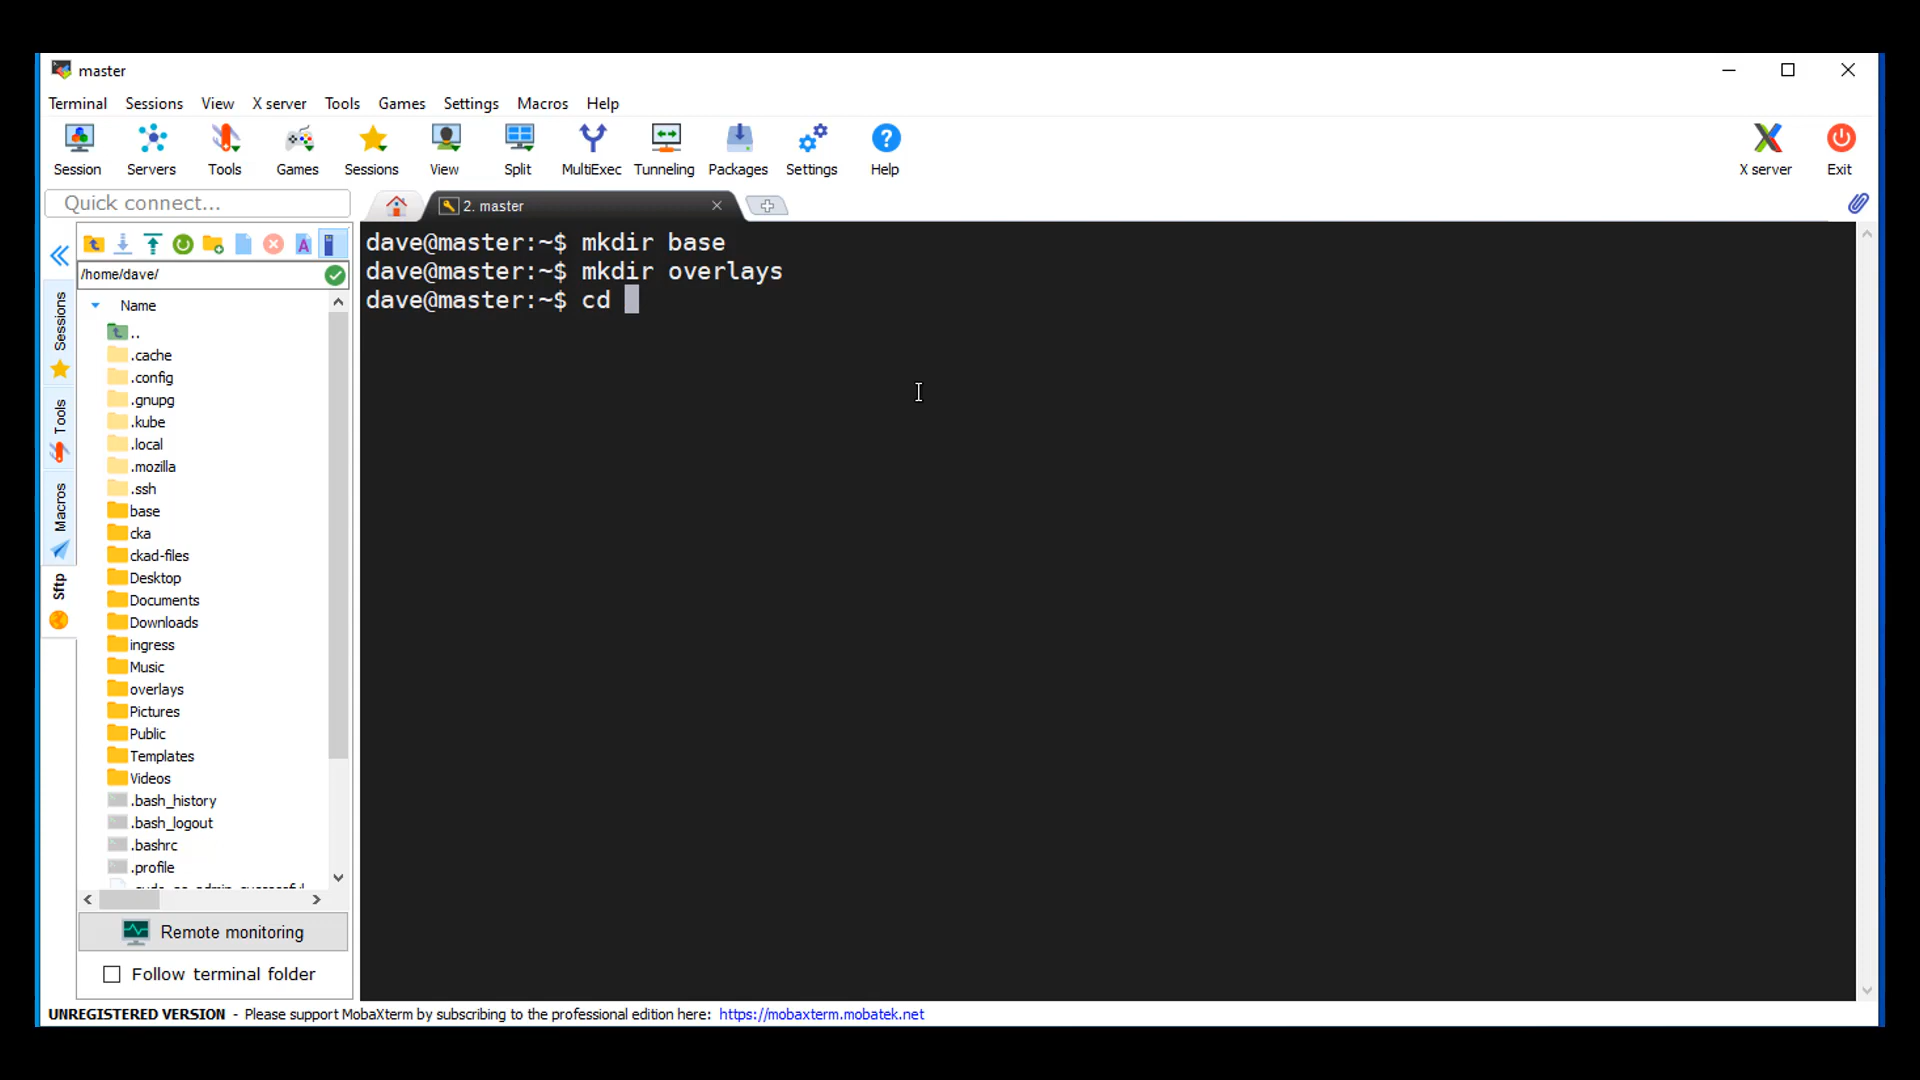 master
Terminal Sessions View X server Tools Games Settings Macros Help
Session Servers Tools Games Sessions View Split MultiExec Tunneling Packages Settings Help X server Exit
Quick connect...
2. master
/home/dave/
Name
..
.cache
.config
.gnupg
.kube
.local
.mozilla
.ssh
base
cka
ckad-files
Desktop
Documents
Downloads
ingress
Music
overlays
Pictures
Public
Templates
Videos
.bash_history
.bash_logout
.bashrc
.profile
Sessions
Tools
Macros
Sftp
Remote monitoring
Follow terminal folder
dave@master:~$ mkdir base
dave@master:~$ mkdir overlays
dave@master:~$ cd
UNREGISTERED VERSION - Please support MobaXterm by subscribing to the professional edition here: https://mobaxterm.mobatek.net